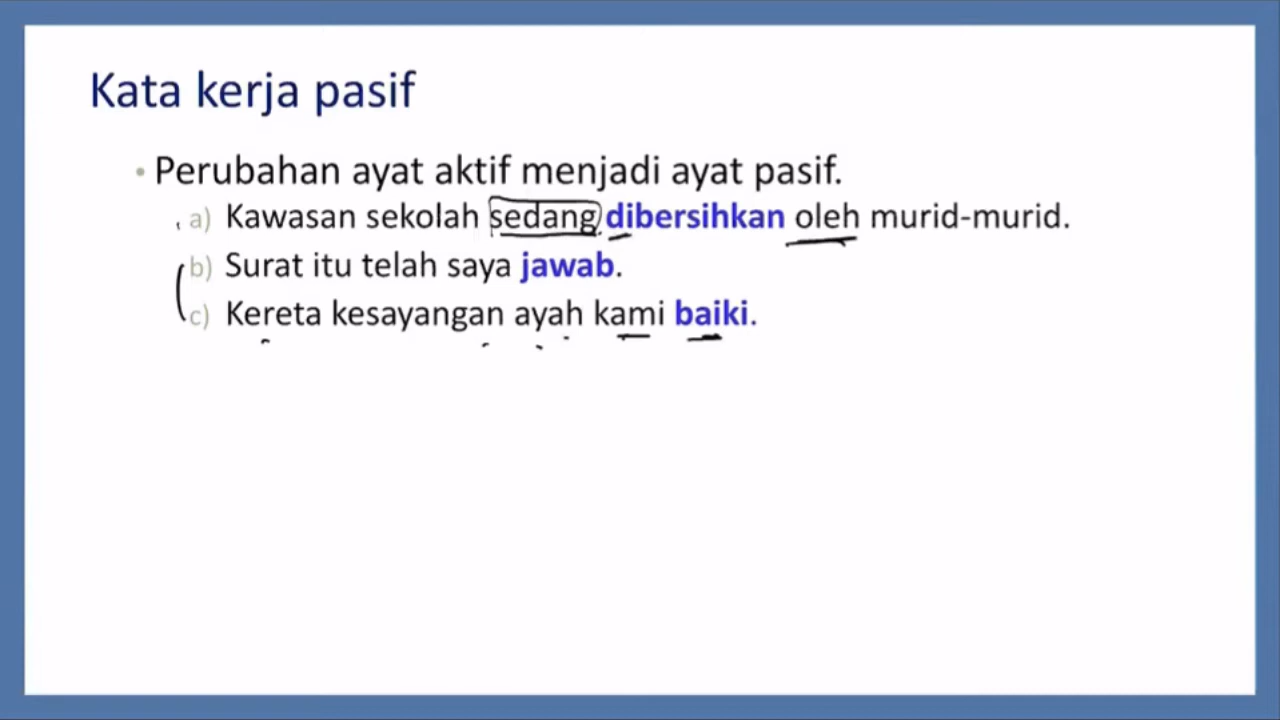 Kata kerja pasif
• Perubahan ayat aktif menjadi ayat pasif.
a) Kawasan sekolah sedang dibersihkan oleh murid-murid.
b) Surat itu telah saya jawab.
c) Kereta kesayangan ayah kami baiki.